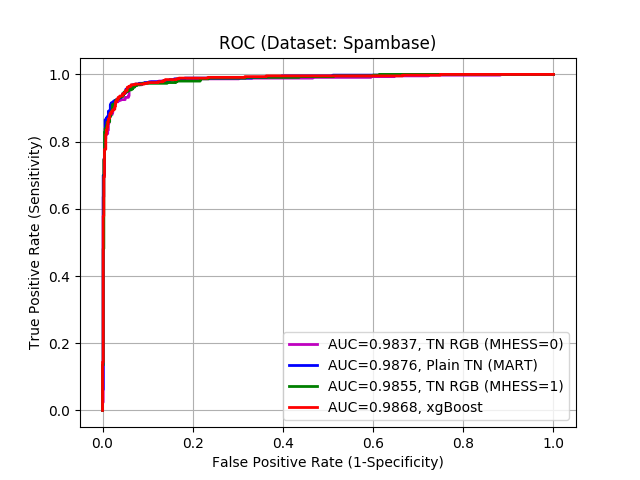 ROC (Dataset: Spambase)
True Positive Rate (Sensitivity)
1.0
0.8
0.6
0.4
0.2
0.0
AUC=0.9837, TN RGB (MHESS=0)
AUC=0.9876, Plain TN (MART)
AUC=0.9855, TN RGB (MHESS=1)
AUC=0.9868, xgBoost
0.0 0.2 0.4 0.6 0.8 1.0
False Positive Rate (1-Specificity)